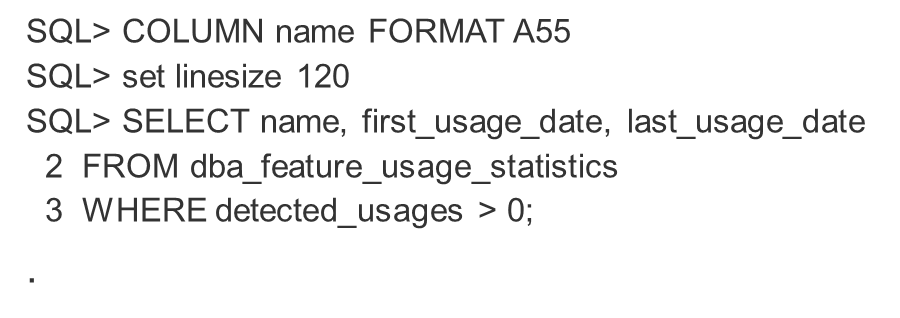 SQL> COLUMN name FORMAT A55
SQL> set linesize 120
SQL> SELECT name, first_usage_date, last_usage_date
2 FROM dba_feature_usage_statistics
3 WHERE detected_usages > 0;
.